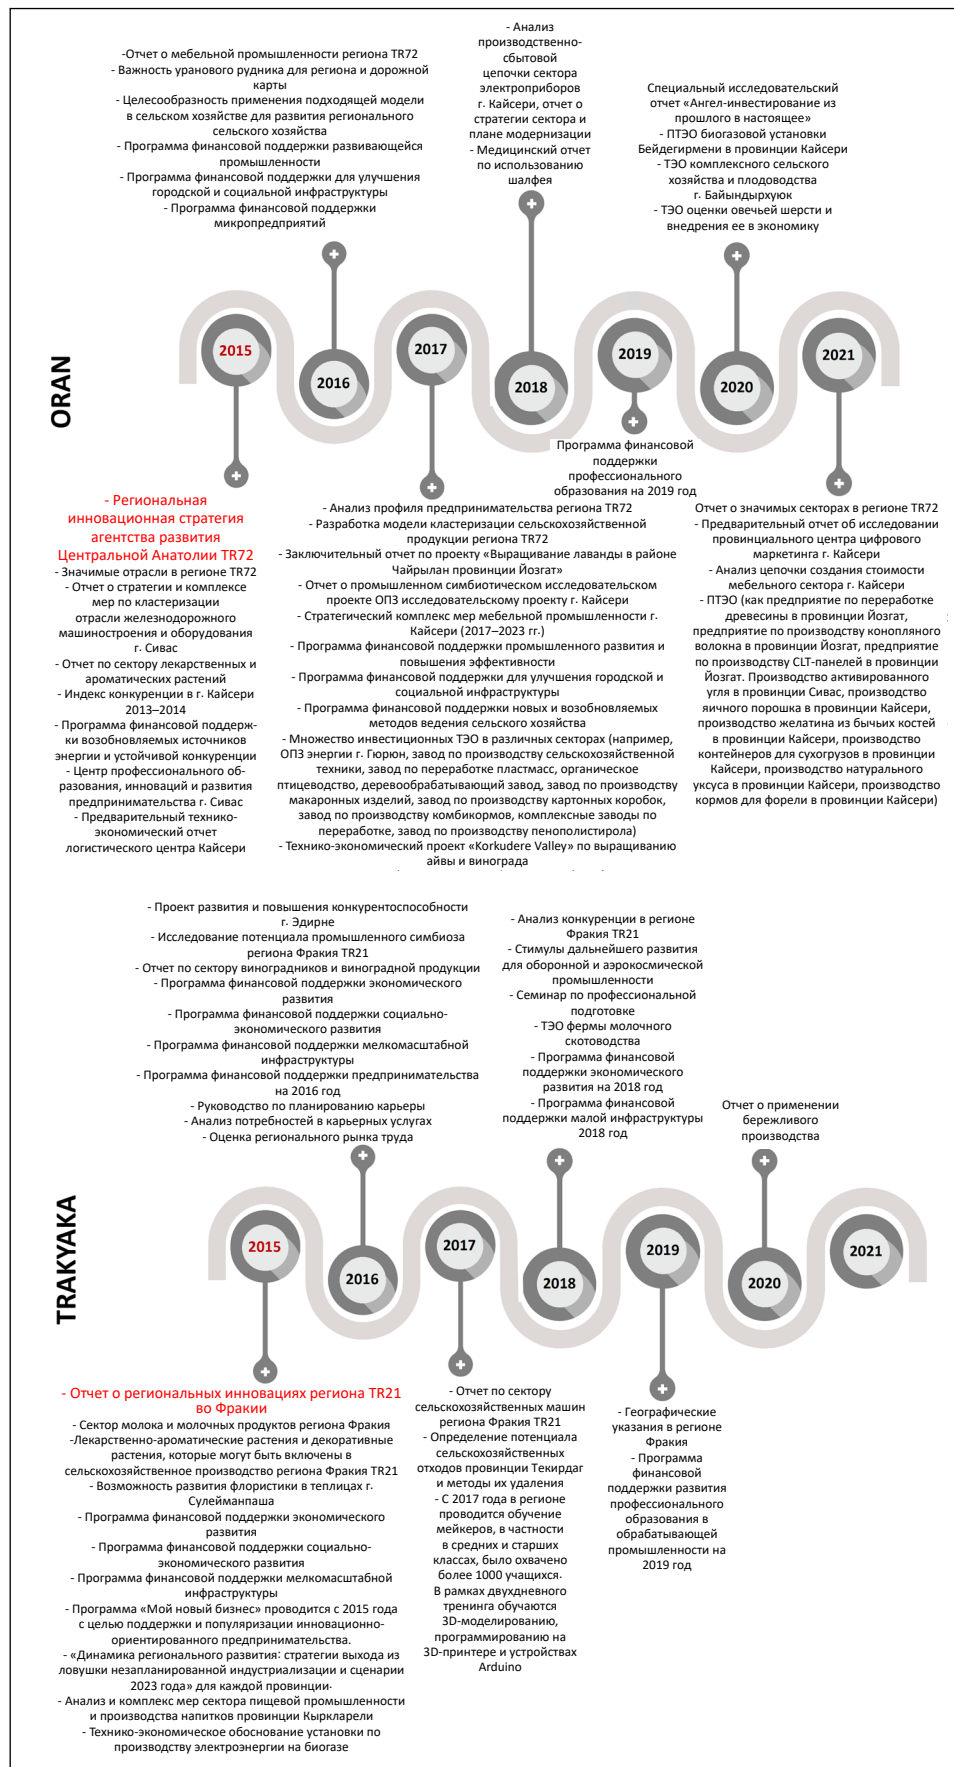 -Отчет о мебельной промышленности региона TR72
- Важность уранового рудника для региона и дорожной
карты
- Целесообразность применения подходящей модели
в сельском хозяйстве для развития регионального
сельского хозяйства
- Программа финансовой поддержки развивающейся
промышленности
- Программа финансовой поддержки для улучшения
городской и социальной инфраструктуры
- Программа финансовой поддержки
микропредприятий
- Анализ
производственно-
сбытовой
цепочки сектора
электроприборов
г. Кайсери, отчет о
стратегии сектора и
плане модернизации
- Медицинский отчет
по использованию
шалфея
Специальный исследовательский
отчет «Ангел-инвестирование из
прошлого в настоящее»
- ПТЭО биогазовой установки
Бейдегирмени в провинции Кайсери
- ТЭО комплексного сельского
хозяйства и плодоводства
г. Байындырхуюк
- ТЭО оценки овечьей шерсти и
внедрения ее в экономику
ORAN
2015
2016
2017
2018
2019
2020
2021
- Региональная
инновационная стратегия
агентства развития
Центральной Анатолии TR72
- Значимые отрасли в регионе TR72
- Отчет о стратегии и комплексе
мер по кластеризации
отрасли железнодорожного
машиностроения и оборудования
г. Сивас
- Отчет по сектору лекарственных и
ароматических растений
- Индекс конкуренции в г. Кайсери
2013–2014
- Программа финансовой поддерж-
ки возобновляемых источников
энергии и устойчивой конкуренции
- Центр профессионального об-
разования, инноваций и развития
предпринимательства г. Сивас
- Предварительный технико-
экономический отчет
логистического центра Кайсери
- Анализ профиля предпринимательства региона TR72
- Разработка модели кластеризации сельскохозяйственной
продукции региона TR72
- Заключительный отчет по проекту «Выращивание лаванды в районе
Чайрылан провинции Йозгат»
- Отчет о промышленном симбиотическом исследовательском
проекте ОПЗ исследовательскому проекту г. Кайсери
- Стратегический комплекс мер мебельной промышленности г.
Кайсери (2017–2023 гг.)
- Программа финансовой поддержки промышленного развития и
повышения эффективности
- Программа финансовой поддержки для улучшения городской и
социальной инфраструктуры
- Программа финансовой поддержки новых и возобновляемых
методов ведения сельского хозяйства
- Множество инвестиционных ТЭО в различных секторах (например,
ОПЗ энергии г. Гюрюн, завод по производству сельскохозяйственной
техники, завод по переработке пластмасс, органическое
птицеводство, деревообрабатывающий завод, завод по производству
макаронных изделий, завод по производству картонных коробок,
завод по производству комбикормов, комплексные заводы по
переработке, завод по производству пенополистирола)
- Технико-экономический проект «Korkudere Valley» по выращиванию
айвы и винограда
Программа финансовой
поддержки
профессионального
образования на 2019 год
Отчет о значимых секторах в регионе TR72
- Предварительный отчет об исследовании
провинциального центра цифрового
маркетинга г. Кайсери
- Анализ цепочки создания стоимости
мебельного сектора г. Кайсери
- ПТЭО (как предприятие по переработке
древесины в провинции Йозгат,
предприятие по производству конопляного
волокна в провинции Йозгат, предприятие
по производству CLT-панелей в провинции
Йозгат. Производство активированного
угля в провинции Сивас, производство
яичного порошка в провинции Кайсери,
производство желатина из бычьих костей
в провинции Кайсери, производство
контейнеров для сухогрузов в провинции
Кайсери, производство натурального
уксуса в провинции Кайсери, производство
кормов для форели в провинции Кайсери)
- Проект развития и повышения конкурентоспособности
г. Эдирне
- Исследование потенциала промышленного симбиоза
региона Фракия TR21
- Отчет по сектору виноградников и виноградной продукции
- Программа финансовой поддержки экономического
развития
- Программа финансовой поддержки социально-
экономического развития
- Программа финансовой поддержки мелкомасштабной
инфраструктуры
- Программа финансовой поддержки предпринимательства
на 2016 год
- Руководство по планированию карьеры
- Анализ потребностей в карьерных услугах
- Оценка регионального рынка труда
- Анализ конкуренции в регионе
Фракия TR21
- Стимулы дальнейшего развития
для оборонной и аэрокосмической
промышленности
- Семинар по профессиональной
подготовке
- ТЭО фермы молочного
скотоводства
- Программа финансовой
поддержки экономического
развития на 2018 год
- Программа финансовой
поддержки малой инфраструктуры
2018 год
Отчет о применении
бережливого
производства
TRAKYAKA
2015
2016
2017
2018
2019
2020
2021
- Отчет о региональных инновациях региона TR21
во Фракии
- Сектор молока и молочных продуктов региона Фракия
-Лекарственно-ароматические растения и декоративные
растения, которые могут быть включены в
сельскохозяйственное производство региона Фракия TR21
- Возможность развития флористики в теплицах г.
Сулейманпаша
- Программа финансовой поддержки экономического
развития
- Программа финансовой поддержки социально-
экономического развития
- Программа финансовой поддержки мелкомасштабной
инфраструктуры
- Программа «Мой новый бизнес» проводится с 2015 года
с целью поддержки и популяризации инновационно-
ориентированного предпринимательства.
- «Динамика регионального развития: стратегии выхода из
ловушки незапланированной индустриализации и сценарии
2023 года» для каждой провинции.
- Анализ и комплекс мер сектора пищевой промышленности
и производства напитков провинции Кыркларели
- Технико-экономическое обоснование установки по
производству электроэнергии на биогазе
- Отчет по сектору
сельскохозяйственных машин
региона Фракия TR21
- Определение потенциала
сельскохозяйственных
отходов провинции Текирдаг
и методы их удаления
- С 2017 года в регионе
проводится обучение
мейкеров, в частности
в средних и старших
классах, было охвачено
более 1000 учащихся.
В рамках двухдневного
тренинга обучаются
3D-моделированию,
программированию на
3D-принтере и устройствах
Arduino
- Географические
указания в регионе
Фракия
- Программа
финансовой
поддержки развития
профессионального
образования в
обрабатывающей
промышленности на
2019 год